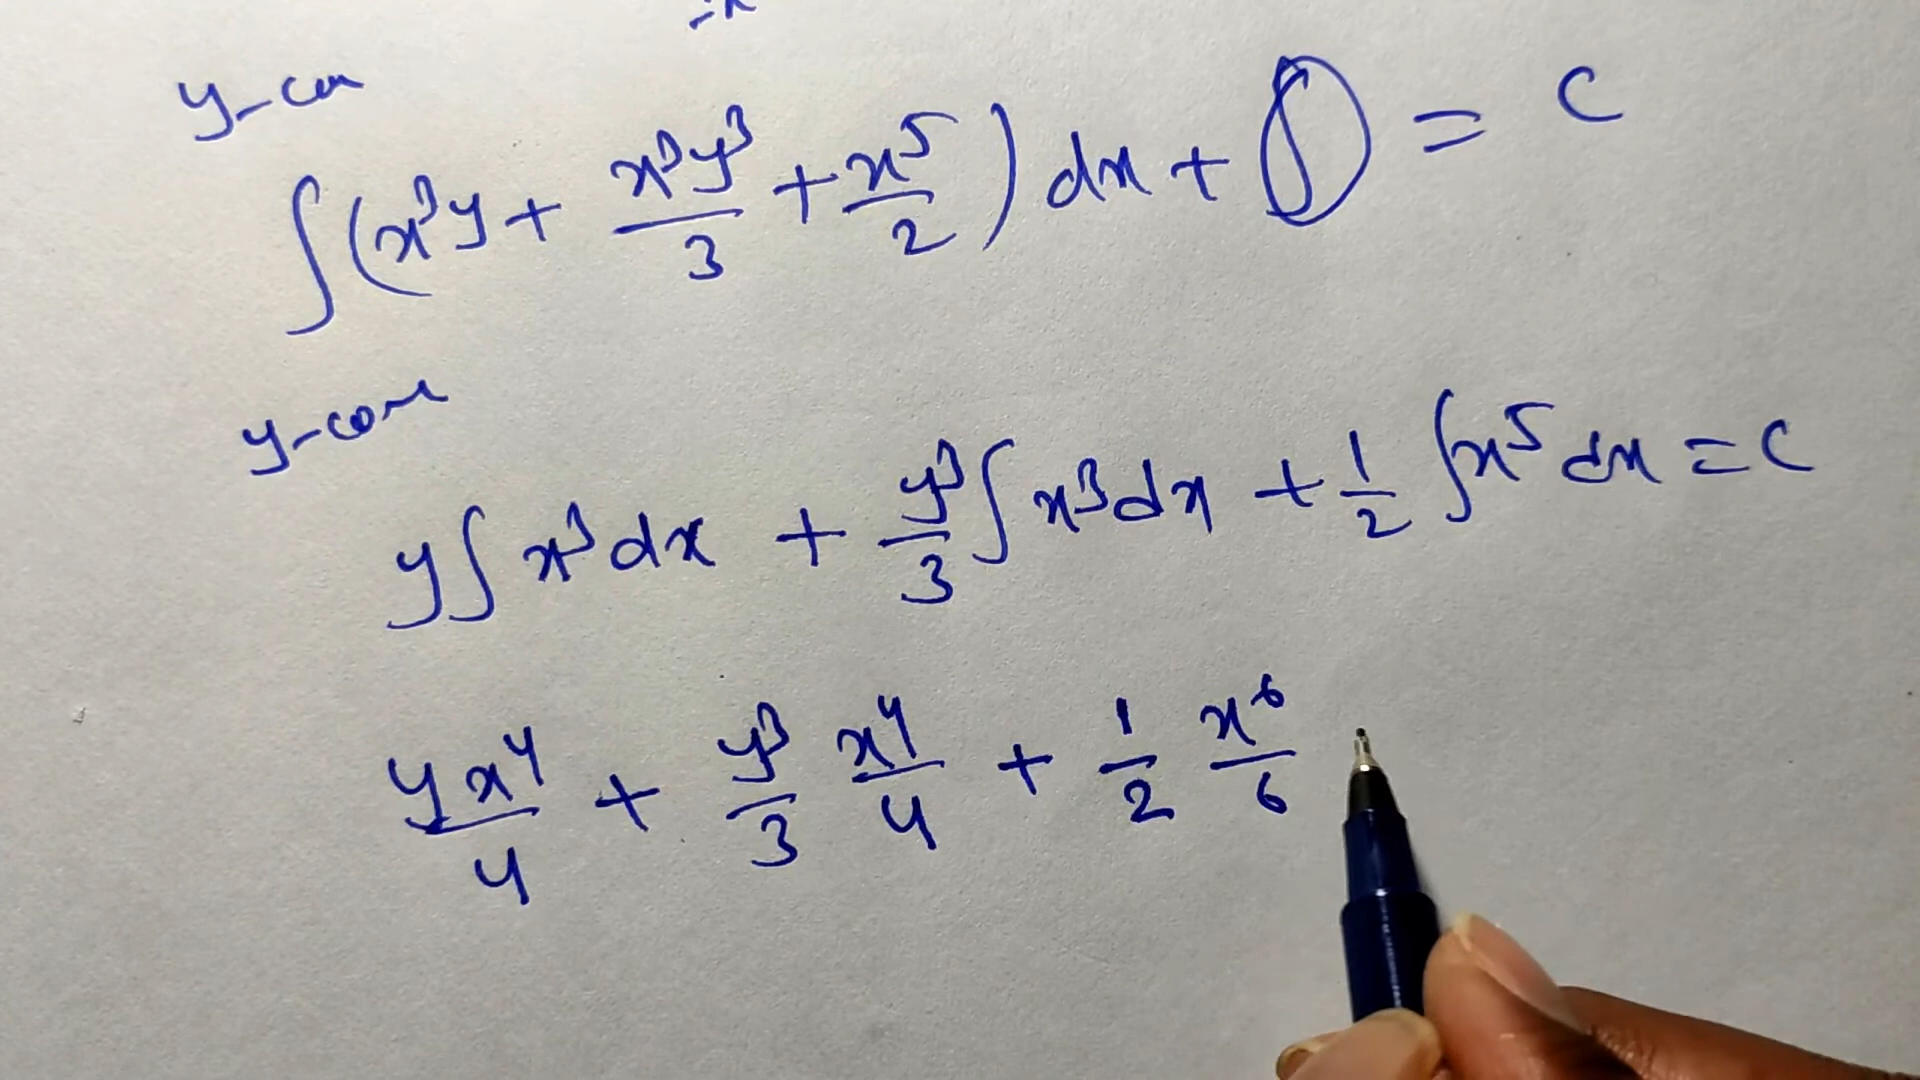 y-con
∫(x³y + x³y³/3 + x⁵/2) dx + ∫ = c
y-con
y∫x³dx + y³/3 ∫x³dx + 1/2 ∫x⁵dx = c
yx⁴/4 + y³/3 x⁴/4 + 1/2 x⁶/6